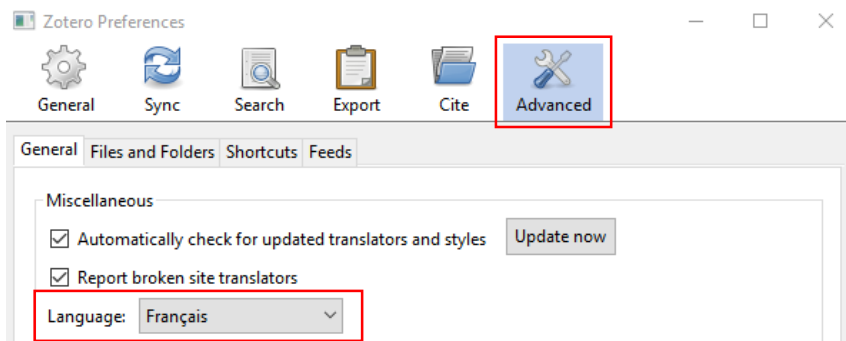 Zotero Preferences
General Sync Search Export Cite Advanced
General Files and Folders Shortcuts Feeds
Miscellaneous
Automatically check for updated translators and styles Update now
Report broken site translators
Language: Français